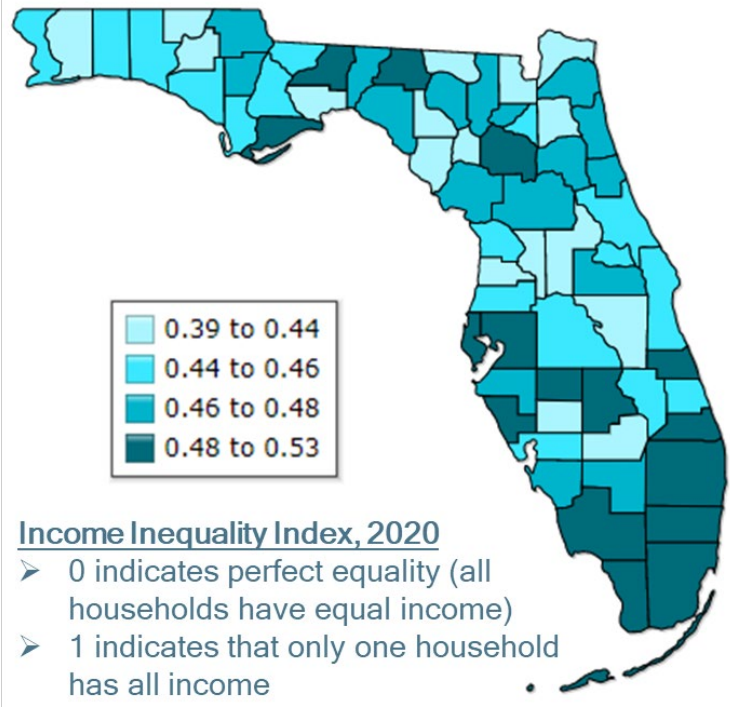 0.39 to 0.44
0.44 to 0.46
0.46 to 0.48
0.48 to 0.53
Income Inequality Index, 2020
➢ 0 indicates perfect equality (all
households have equal income)
➢ 1 indicates that only one household
has all income